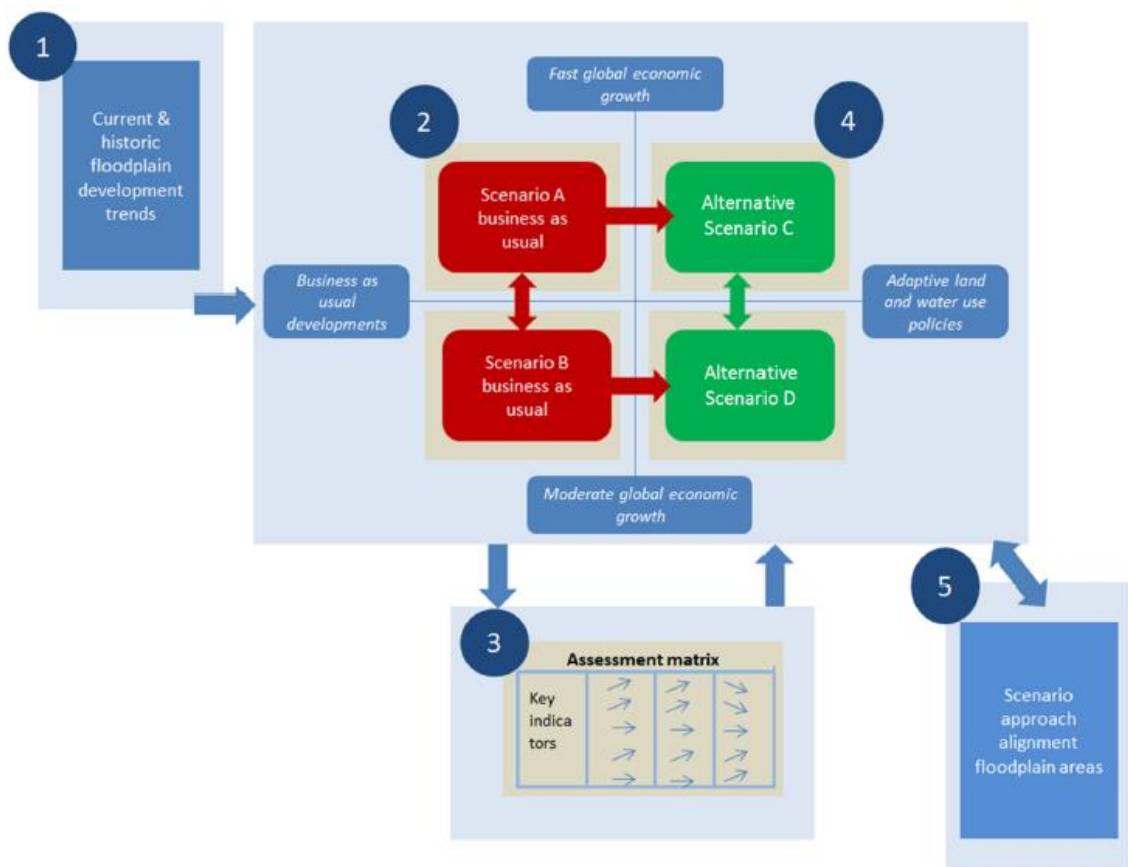 1
Current &
historic
floodplain
development
trends
Fast global economic
growth
2
4
Scenario A
business as
usual
Alternative
Scenario C
Business as
usual
developments
Adaptive land
and water use
policies
Scenario B
business as
usual
Alternative
Scenario D
Moderate global economic
growth
3
Assessment matrix
Key
indica
tors
5
Scenario
approach
alignment
floodplain areas